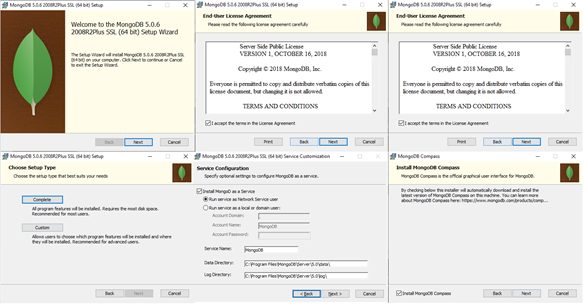 MongoDB 5.0.6 2008R2Plus SSL (64 bit) Setup
Welcome to the MongoDB 5.0.6
2008R2Plus SSL (64 bit) Setup Wizard
The Setup Wizard will install MongoDB 5.0.6 2008R2Plus SSL
(64 bit) on your computer. Click Next to continue or Cancel
to exit the Setup Wizard.
Back
Next
Cancel
MongoDB 5.0.6 2008R2Plus SSL (64 bit) Setup
End-User License Agreement
Please read the following license agreement carefully
Server Side Public License
VERSION 1, OCTOBER 16, 2018
Copyright © 2018 MongoDB, Inc.
Everyone is permitted to copy and distribute verbatim copies of this
license document, but changing it is not allowed.
TERMS AND CONDITIONS
I accept the terms in the License Agreement
Print
Back
Next
Cancel
MongoDB 5.0.6 2008R2Plus SSL (64 bit) Setup
End-User License Agreement
Please read the following license agreement carefully
Server Side Public License
VERSION 1, OCTOBER 16, 2018
Copyright © 2018 MongoDB, Inc.
Everyone is permitted to copy and distribute verbatim copies of this
license document, but changing it is not allowed.
TERMS AND CONDITIONS
I accept the terms in the License Agreement
Print
Back
Next
Cancel
MongoDB 5.0.6 2008R2Plus SSL (64 bit) Setup
Choose Setup Type
Choose the setup type that best suits your needs
Complete
All program features will be installed. Requires the most disk space.
Recommended for most users.
Custom
Allows users to choose which program features will be installed and where
they will be installed. Recommended for advanced users.
Back
Next
Cancel
MongoDB 5.0.6 2008R2Plus SSL (64 bit) Service Customization
Service Configuration
Specify optional settings to configure MongoDB as a service.
Install MongoD as a Service
Run service as Network Service user
Run service as a local or domain user:
Account Domain:
Account Name:
MongoDB
Account Password:
Service Name:
MongoDB
Data Directory:
C:\Program Files\MongoDB\Server\5.0\data\
Log Directory:
C:\Program Files\MongoDB\Server\5.0\log\
< Back
Next >
Cancel
MongoDB Compass
Install MongoDB Compass
MongoDB Compass is the official graphical user interface for MongoDB.
By checking below this installer will automatically download and install the
latest version of MongoDB Compass on this machine. You can learn more
about MongoDB Compass here: https://www.mongodb.com/products/comp...
Install MongoDB Compass
Back
Next
Cancel